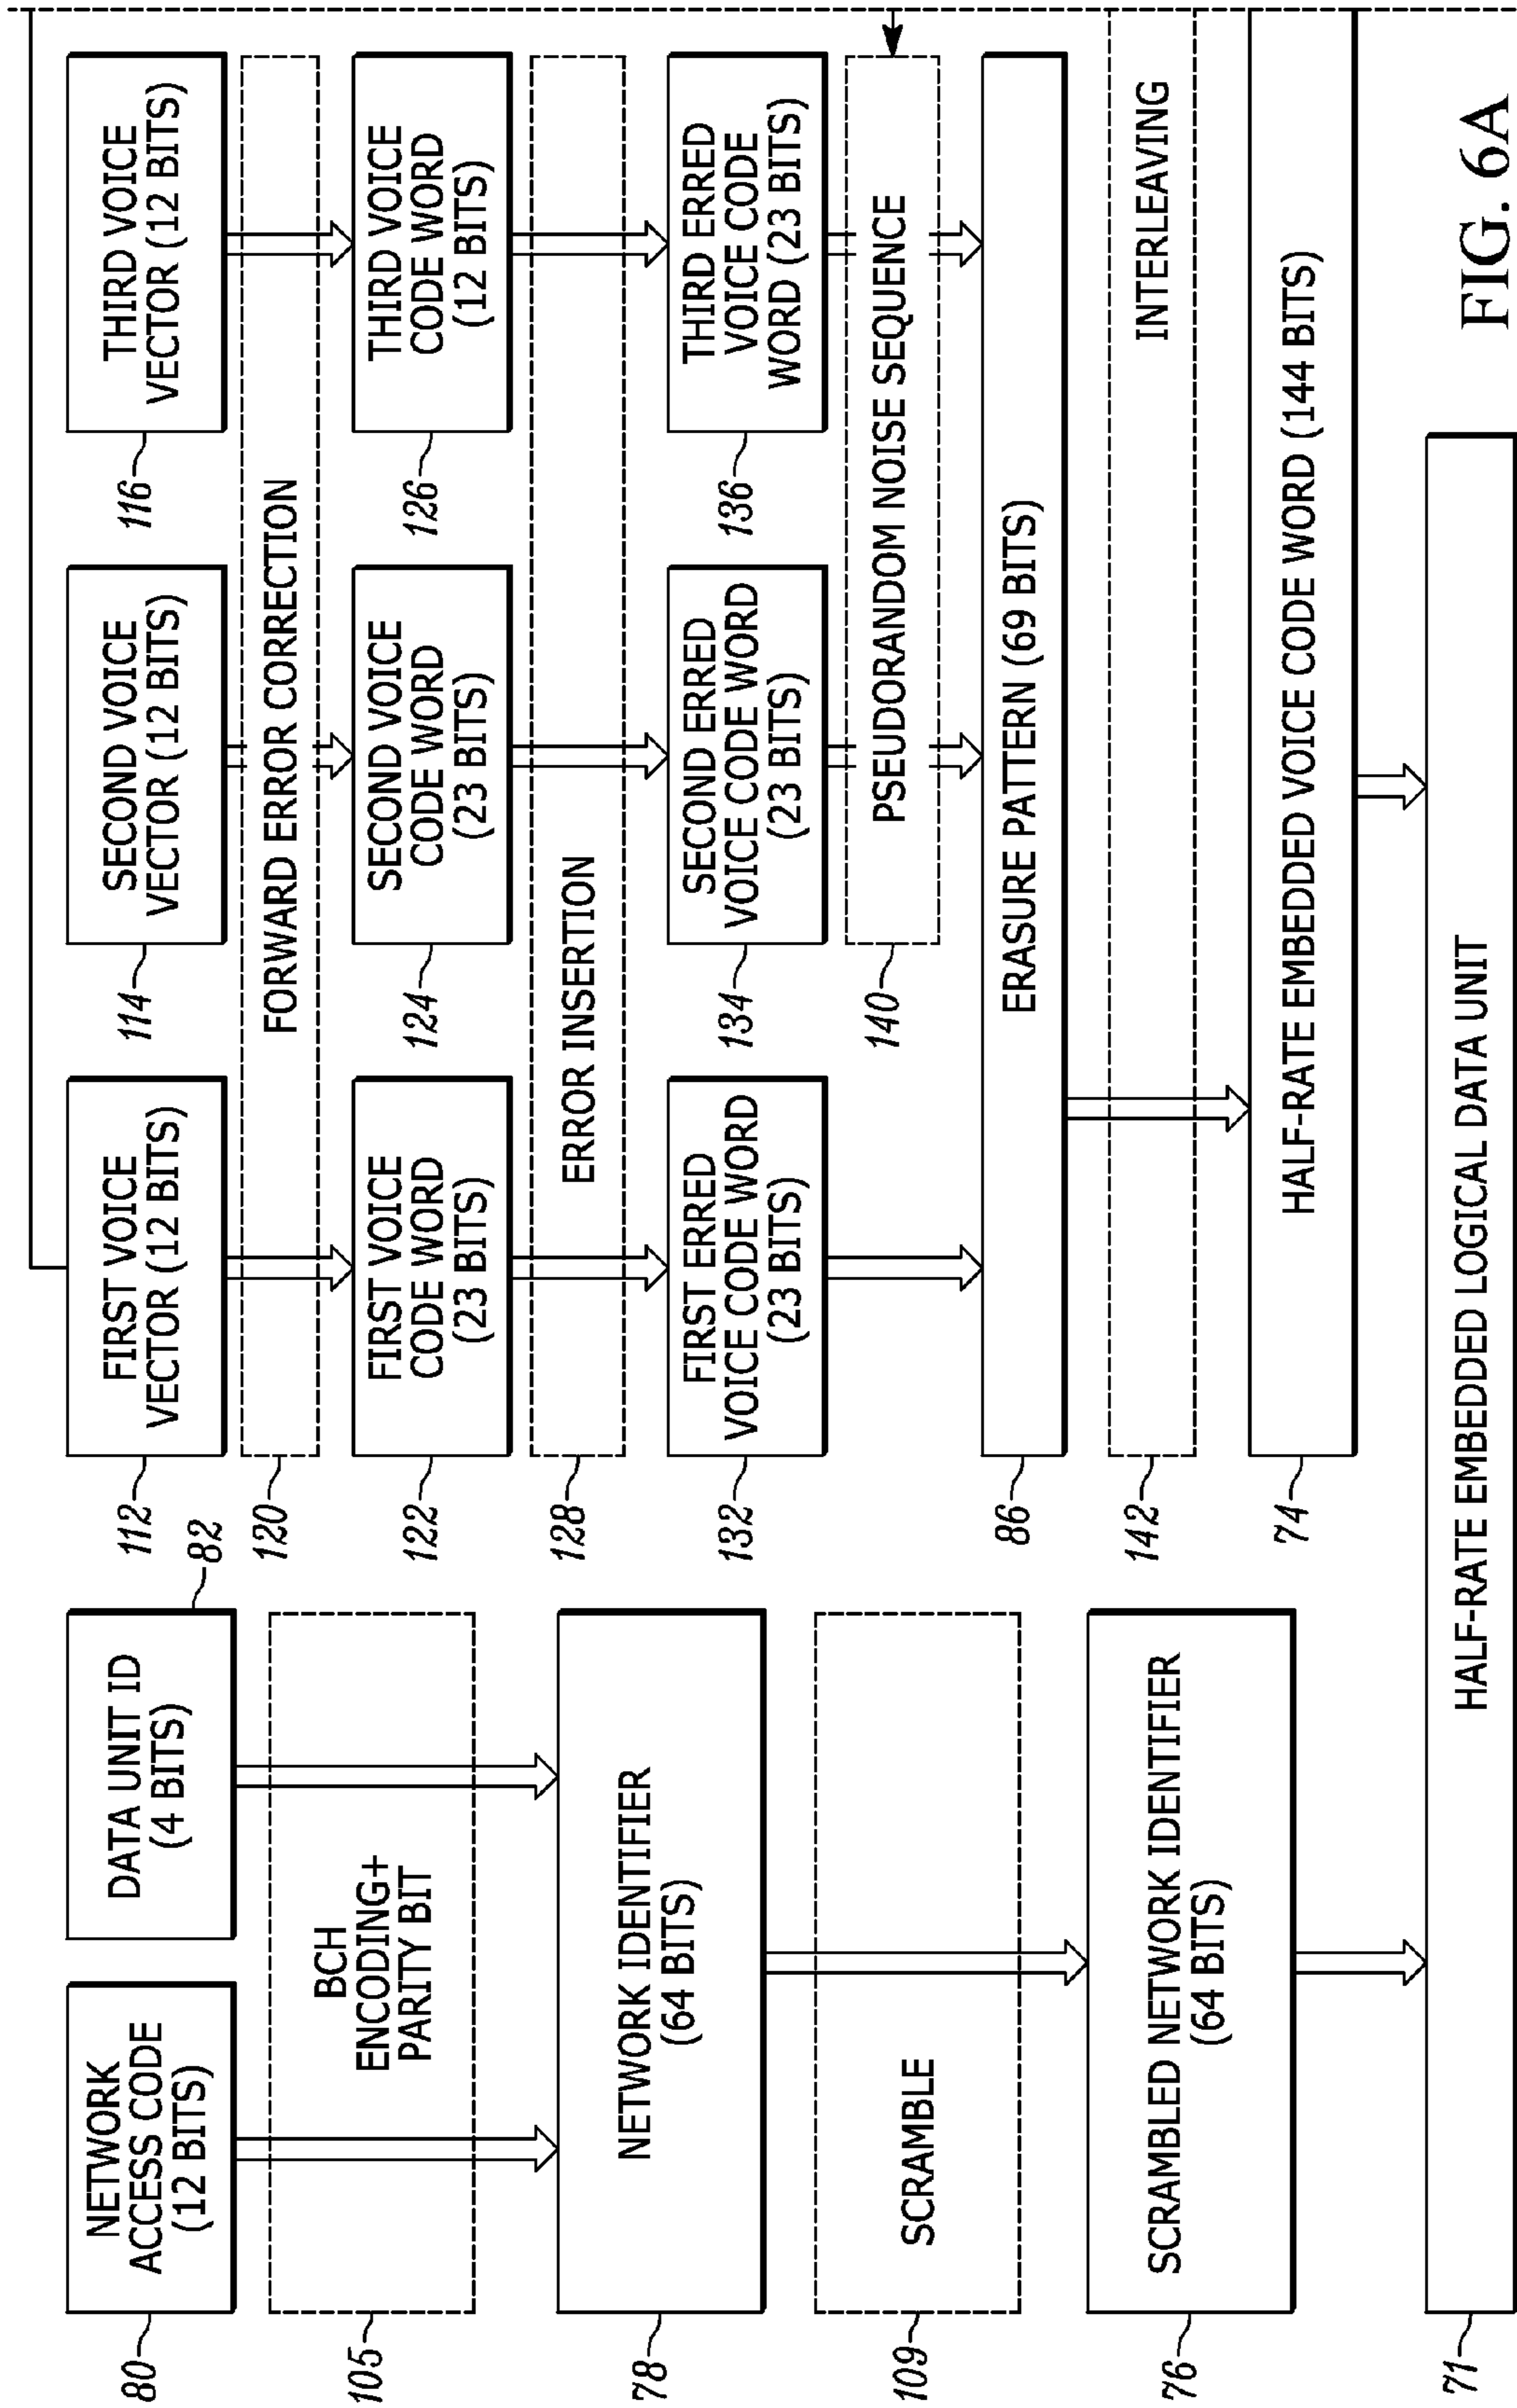 80
NETWORK
ACCESS CODE
(12 BITS)
DATA UNIT ID
(4 BITS)
82
105
BCH
ENCODING+
PARITY BIT
78
NETWORK IDENTIFIER
(64 BITS)
109
SCRAMBLE
76
SCRAMBLED NETWORK IDENTIFIER
(64 BITS)
112
FIRST VOICE
VECTOR (12 BITS)
114
SECOND VOICE
VECTOR (12 BITS)
116
THIRD VOICE
VECTOR (12 BITS)
120
FORWARD ERROR CORRECTION
122
FIRST VOICE
CODE WORD
(23 BITS)
124
SECOND VOICE
CODE WORD
(23 BITS)
126
THIRD VOICE
CODE WORD
(12 BITS)
128
ERROR INSERTION
132
FIRST ERRED
VOICE CODE WORD
(23 BITS)
134
SECOND ERRED
VOICE CODE WORD
(23 BITS)
136
THIRD ERRED
VOICE CODE
WORD (23 BITS)
140
PSEUDORANDOM NOISE SEQUENCE
86
ERASURE PATTERN (69 BITS)
142
INTERLEAVING
74
HALF-RATE EMBEDDED VOICE CODE WORD (144 BITS)
71
HALF-RATE EMBEDDED LOGICAL DATA UNIT
FIG. 6A